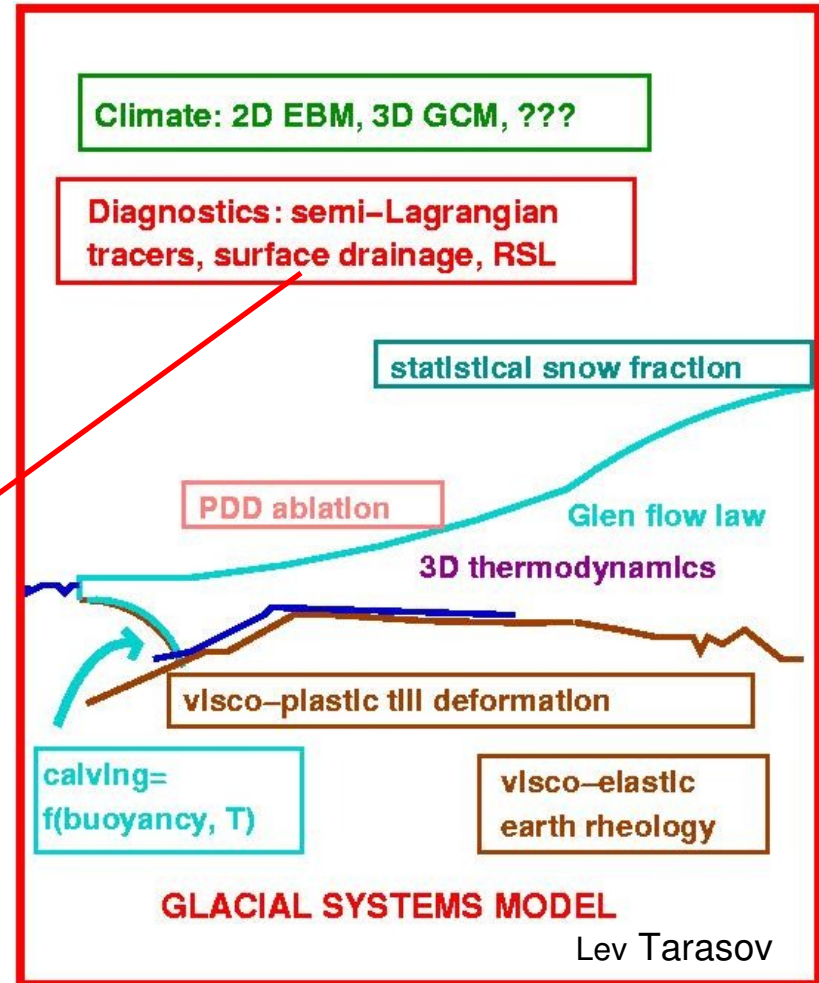 Climate: 2D EBM, 3D GCM, ???
Diagnostics: semi–Lagrangian
tracers, surface drainage, RSL
statistical snow fraction
PDD ablation
Glen flow law
3D thermodynamics
visco–plastic till deformation
calving=
f(buoyancy, T)
visco–elastic
earth rheology
GLACIAL SYSTEMS MODEL
Lev Tarasov